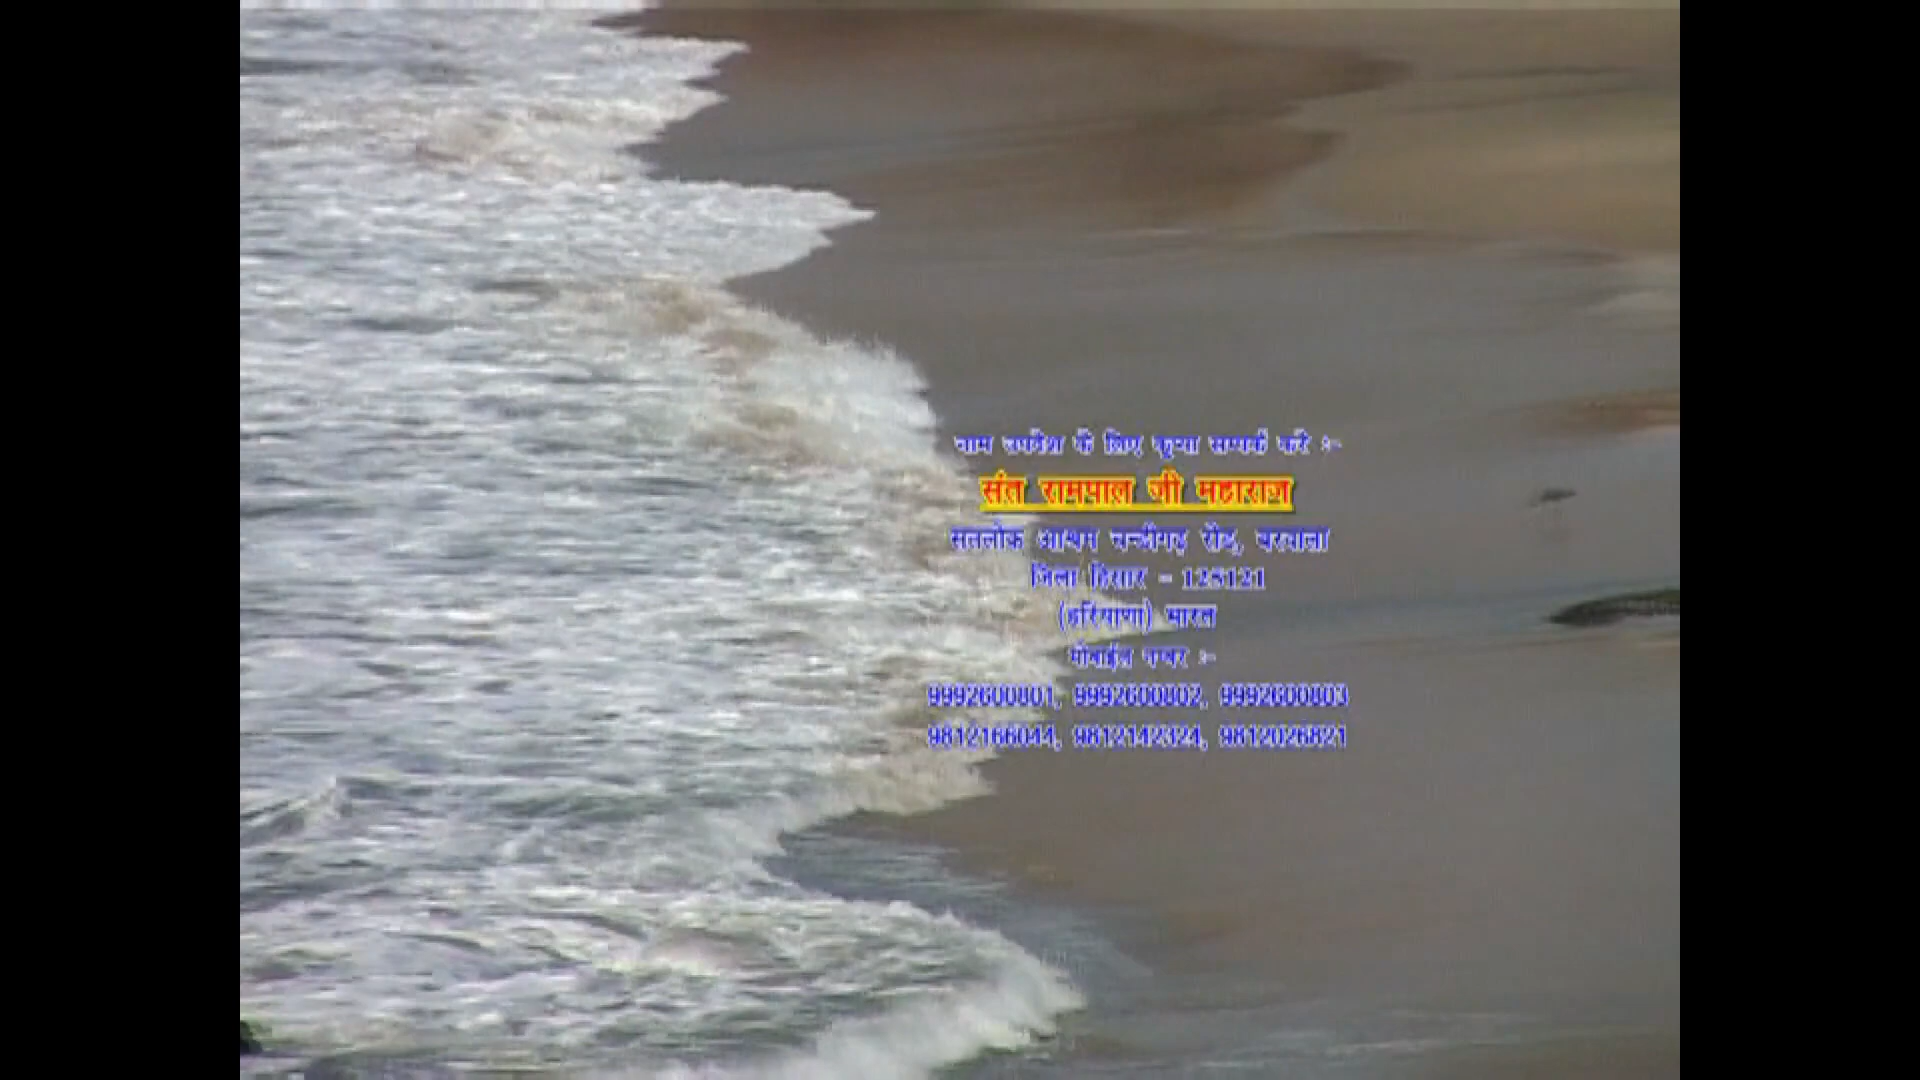 नाम उपदेश के लिए कृप्या सम्पर्क करें :-
संत रामपाल जी महाराज
सतलोक आश्रम चन्डीगढ़ रोड़, बरवाला
जिला हिसार - 125121
(हरियाणा) भारत
मोबाईल नम्बर :-
9992600801, 9992600802, 9992600803
9812166044, 9812142324, 9812026821